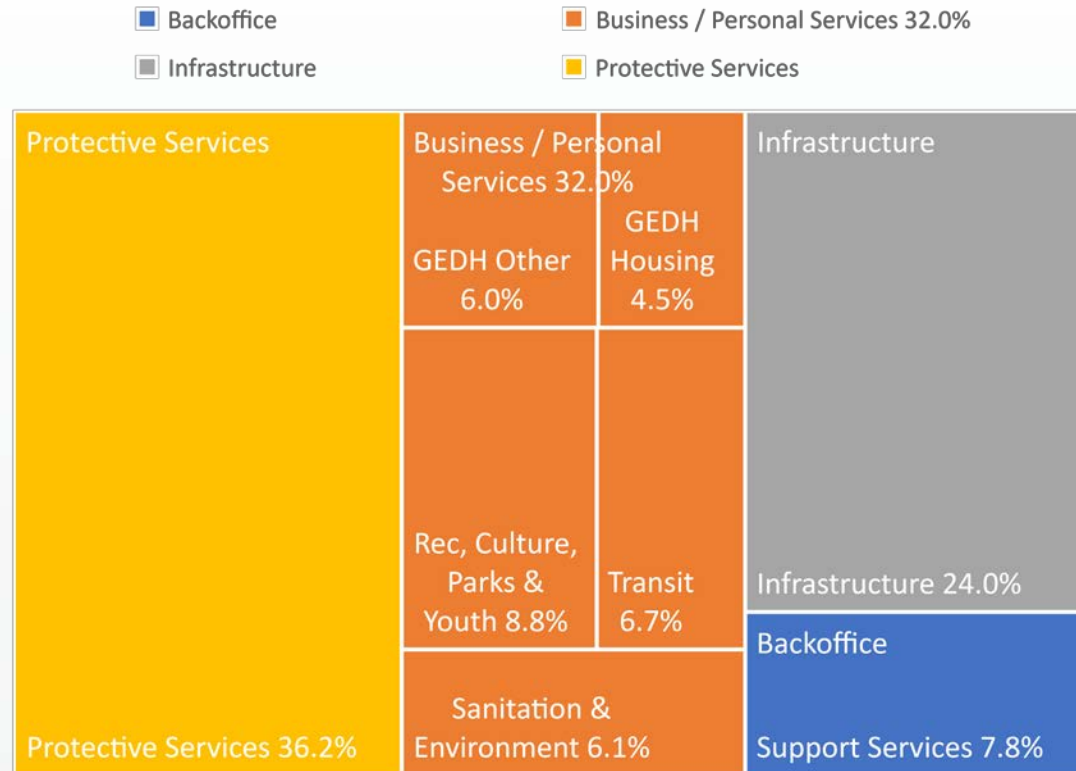 Backoffice
Business / Personal Services 32.0%
Infrastructure
Protective Services
Protective Services
Protective Services 36.2%
Business / Personal
Services 32.0%
GEDH Other
6.0%
GEDH
Housing
4.5%
Rec, Culture,
Parks &
Youth 8.8%
Transit
6.7%
Sanitation &
Environment 6.1%
Infrastructure
Infrastructure 24.0%
Backoffice
Support Services 7.8%